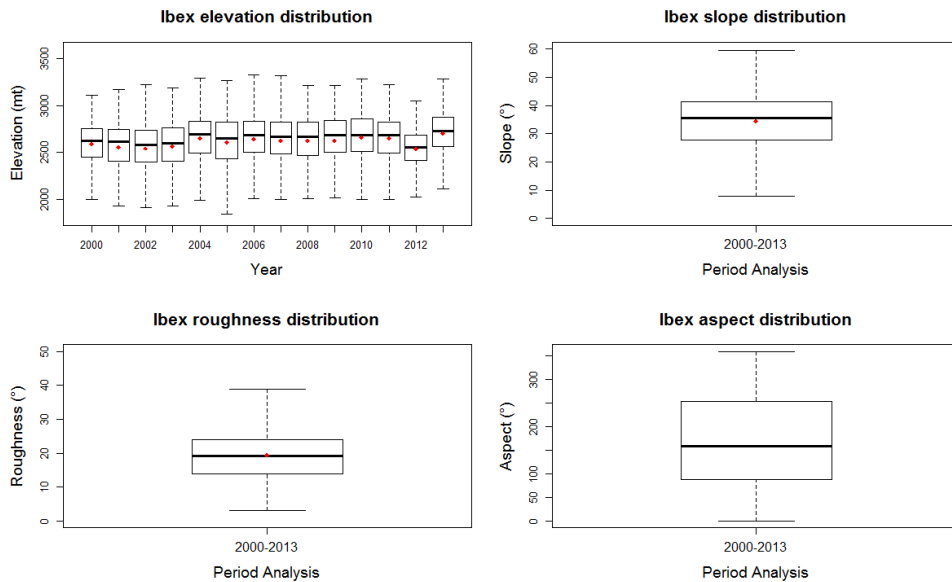 Ibex elevation distribution
Elevation (mt)
3500
3000
2500
2000
2000 2002 2004 2006 2008 2010 2012
Year
Ibex slope distribution
Slope (°)
60
50
40
30
20
10
0
2000-2013
Period Analysis
Ibex roughness distribution
Roughness (°)
50
40
30
20
10
0
2000-2013
Period Analysis
Ibex aspect distribution
Aspect (°)
300
200
100
50
0
2000-2013
Period Analysis